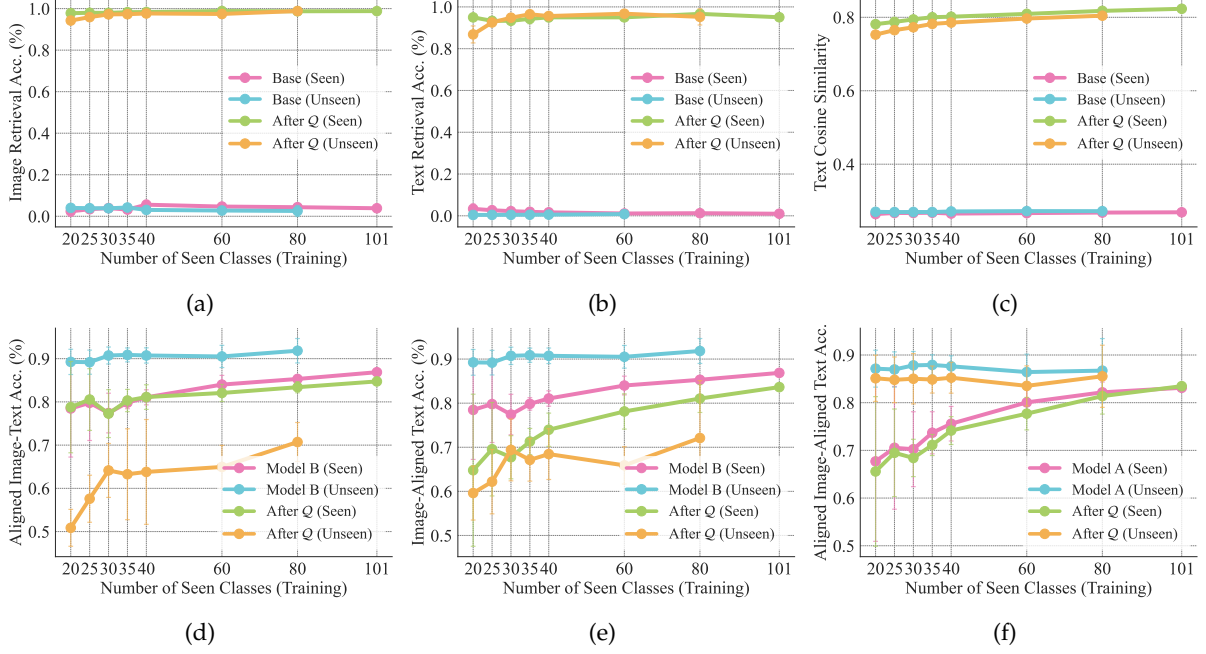 Image Retrieval Acc. (%)
1.0
0.8
0.6
0.4
0.2
0.0
Base (Seen)
Base (Unseen)
After Q (Seen)
After Q (Unseen)
20 25 30 35 40 60 80 101
Number of Seen Classes (Training)
(a)
Text Retrieval Acc. (%)
1.0
0.8
0.6
0.4
0.2
0.0
Base (Seen)
Base (Unseen)
After Q (Seen)
After Q (Unseen)
20 25 30 35 40 60 80 101
Number of Seen Classes (Training)
(b)
Text Cosine Similarity
0.8
0.6
0.4
Base (Seen)
Base (Unseen)
After Q (Seen)
After Q (Unseen)
20 25 30 35 40 60 80 101
Number of Seen Classes (Training)
(c)
Aligned Image-Text Acc. (%)
0.9
0.8
0.7
0.6
0.5
Model B (Seen)
Model B (Unseen)
After Q (Seen)
After Q (Unseen)
20 25 30 35 40 60 80 101
Number of Seen Classes (Training)
(d)
Image-Aligned Text Acc. (%)
0.9
0.8
0.7
0.6
0.5
Model B (Seen)
Model B (Unseen)
After Q (Seen)
After Q (Unseen)
20 25 30 35 40 60 80 101
Number of Seen Classes (Training)
(e)
Aligned Image-Aligned Text Acc.
0.9
0.8
0.7
0.6
0.5
Model A (Seen)
Model A (Unseen)
After Q (Seen)
After Q (Unseen)
20 25 30 35 40 60 80 101
Number of Seen Classes (Training)
(f)